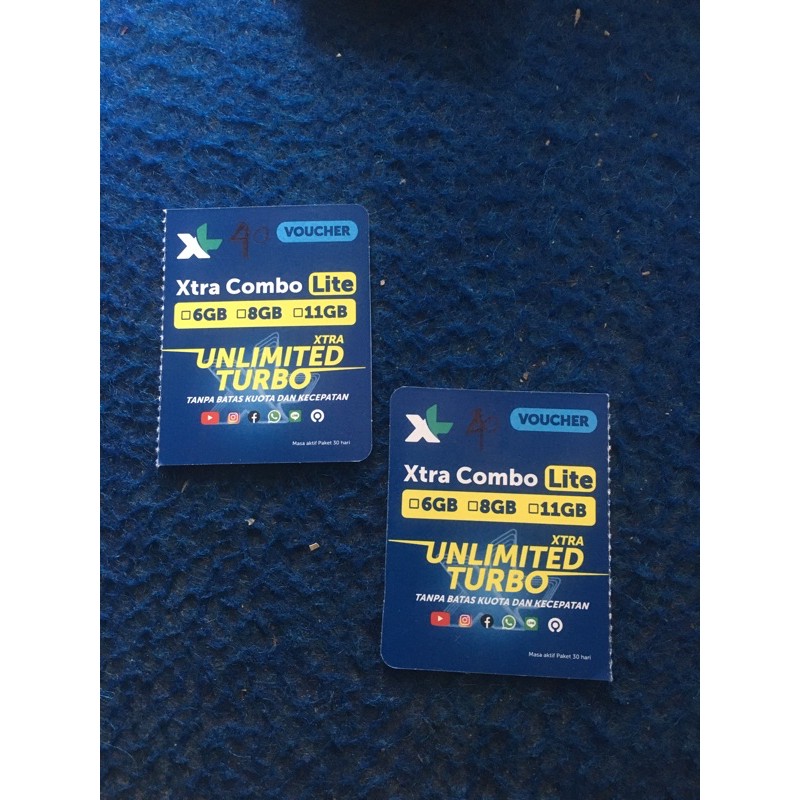 XL 40 VOUCHER
Xtra Combo Lite
6GB 8GB 11GB
XTRA
UNLIMITED
TURBO
TANPA BATAS KUOTA DAN KECEPATAN
Masa aktif Paket 30 hari
XL VOUCHER
Xtra Combo Lite
6GB 8GB 11GB
XTRA
UNLIMITED
TURBO
TANPA BATAS KUOTA DAN KECEPATAN
Masa aktif Paket 30 hari